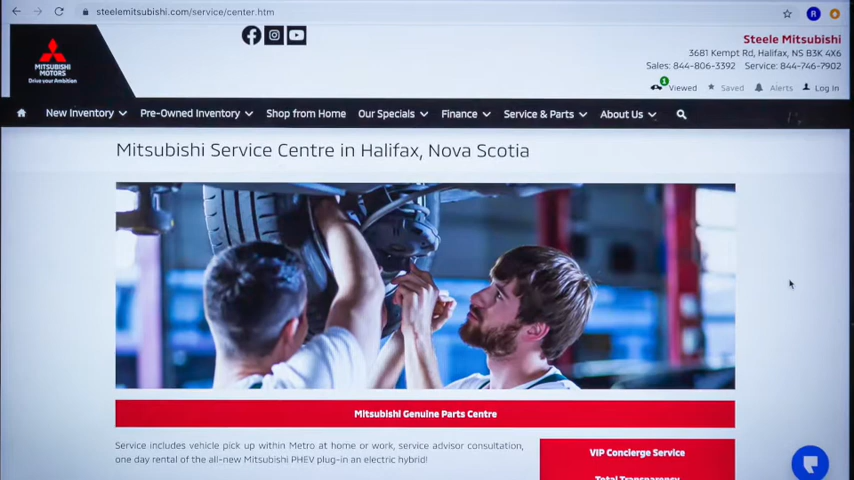 steelemitsubishi.com/service/center.htm
R
MITSUBISHI
MOTORS
Drive your Ambition
Steele Mitsubishi
3681 Kempt Rd, Halifax, NS B3K 4X6
Sales: 844-806-3392 Service: 844-746-7902
1
Viewed Saved Alerts Log In
New Inventory Pre-Owned Inventory Shop from Home Our Specials Finance Service & Parts About Us
Mitsubishi Service Centre in Halifax, Nova Scotia
Mitsubishi Genuine Parts Centre
Service includes vehicle pick up within Metro at home or work, service advisor consultation,
one day rental of the all-new Mitsubishi PHEV plug-in an electric hybrid!
VIP Concierge Service
Total Transparency